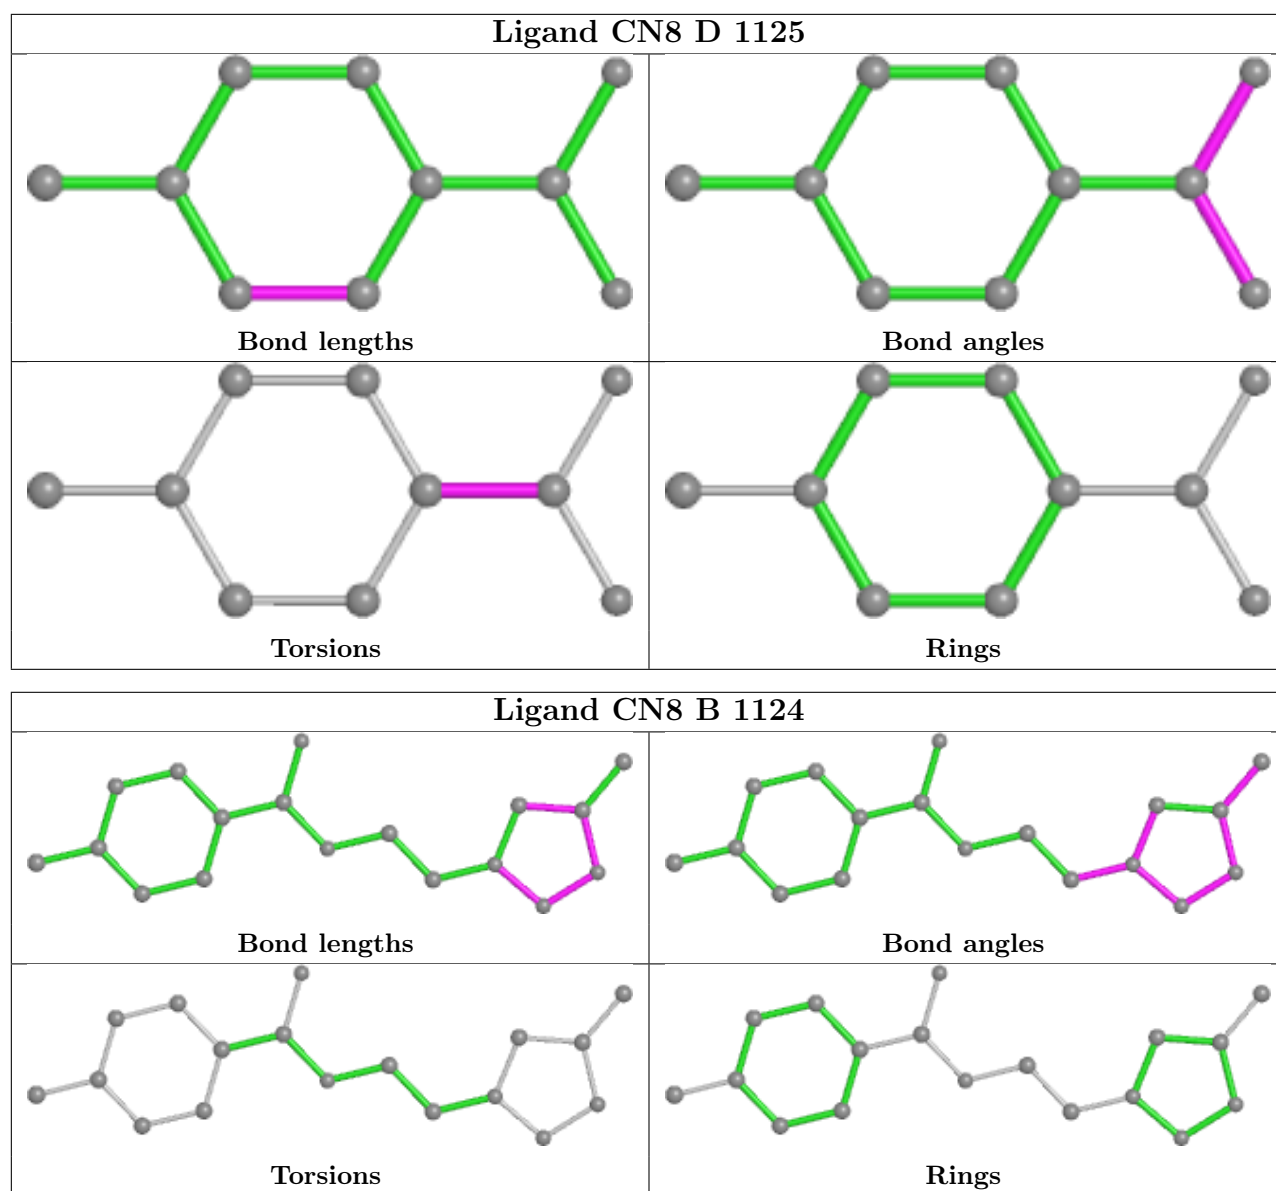 Ligand CN8 D 1125
Bond lengths
Bond angles
Torsions
Rings
Ligand CN8 B 1124
Bond lengths
Bond angles
Torsions
Rings